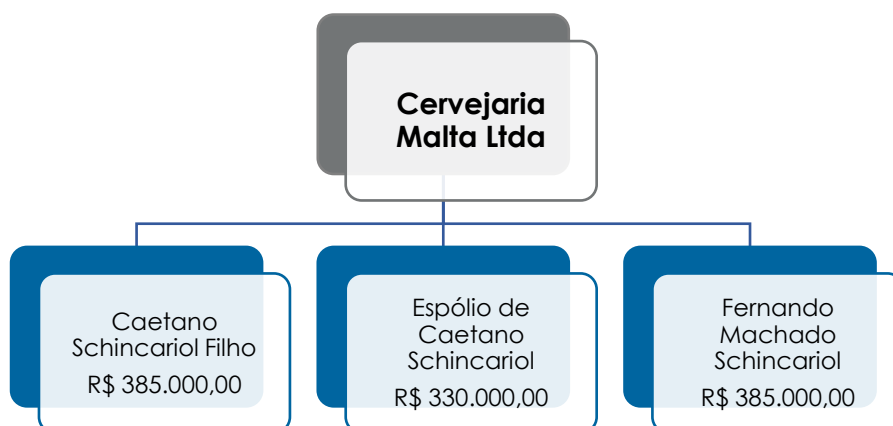 Cervejaria
Malta Ltda
Caetano
Schincariol Filho
R$ 385.000,00
Espólio de
Caetano
Schincariol
R$ 330.000,00
Fernando
Machado
Schincariol
R$ 385.000,00